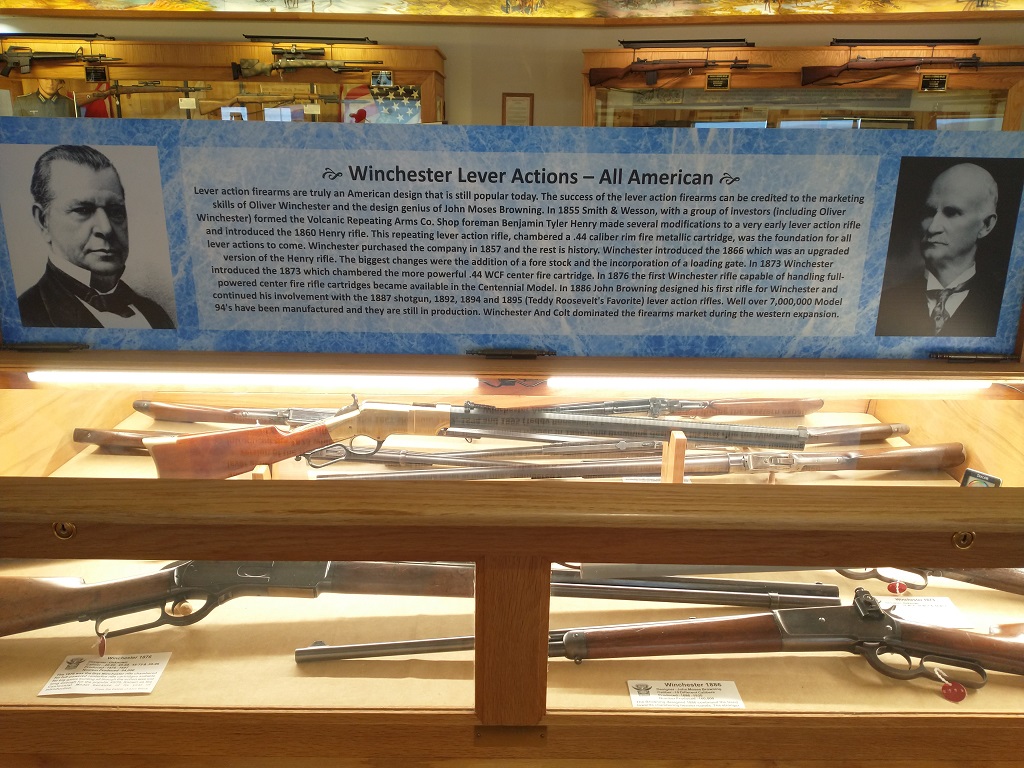 Winchester Lever Actions – All American
Lever action firearms are truly an American design that is still popular today. The success of the lever action firearms can be credited to the marketing
skills of Oliver Winchester and the design genius of John Moses Browning. In 1855 Smith & Wesson, with a group of investors (including Oliver
Winchester) formed the Volcanic Repeating Arms Co. Shop foreman Benjamin Tyler Henry made several modifications to a very early lever action rifle
and introduced the 1860 Henry rifle. This repeating lever action rifle, chambered a .44 caliber rim fire metallic cartridge, was the foundation for all
lever actions to come. Winchester purchased the company in 1857 and the rest is history. Winchester introduced the 1866 which was an upgraded
version of the Henry rifle. The biggest changes were the addition of a fore stock and the incorporation of a loading gate. In 1873 Winchester
introduced the 1873 which chambered the more powerful .44 WCF center fire cartridge. In 1876 the first Winchester rifle capable of handling full-
powered center fire rifle cartridges became available in the Centennial Model. In 1886 John Browning designed his first rifle for Winchester and
continued his involvement with the 1887 shotgun, 1892, 1894 and 1895 (Teddy Roosevelt's Favorite) lever action rifles. Well over 7,000,000 Model
94's have been manufactured and they are still in production. Winchester And Colt dominated the firearms market during the western expansion.
Winchester 1876
Winchester 1886
Designer: John Moses Browning